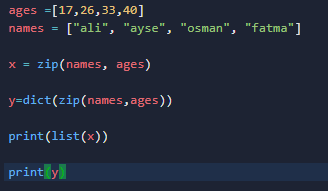 ages =[17,26,33,40]
names = ["ali", "ayse", "osman", "fatma"]
x = zip(names, ages)
y=dict(zip(names,ages))
print(list(x))
print(y)